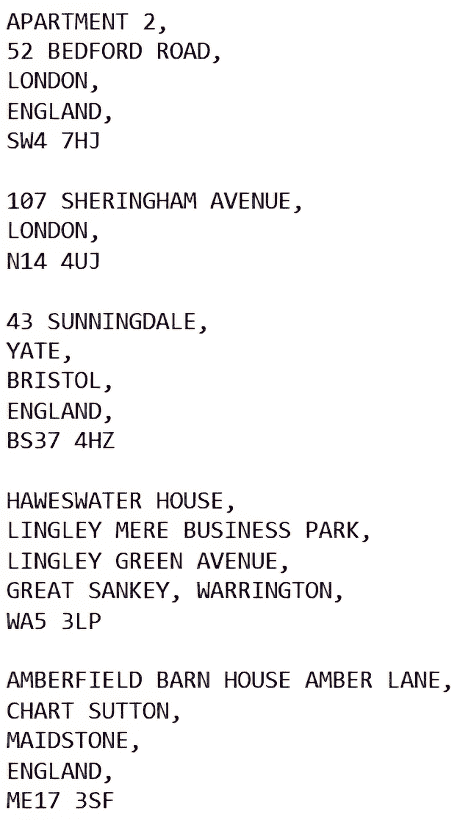 APARTMENT 2,
52 BEDFORD ROAD,
LONDON,
ENGLAND,
SW4 7HJ

107 SHERINGHAM AVENUE,
LONDON,
N14 4UJ

43 SUNNINGDALE,
YATE,
BRISTOL,
ENGLAND,
BS37 4HZ

HAWESWATER HOUSE,
LINGLEY MERE BUSINESS PARK,
LINGLEY GREEN AVENUE,
GREAT SANKEY, WARRINGTON,
WA5 3LP

AMBERFIELD BARN HOUSE AMBER LANE,
CHART SUTTON,
MAIDSTONE,
ENGLAND,
ME17 3SF